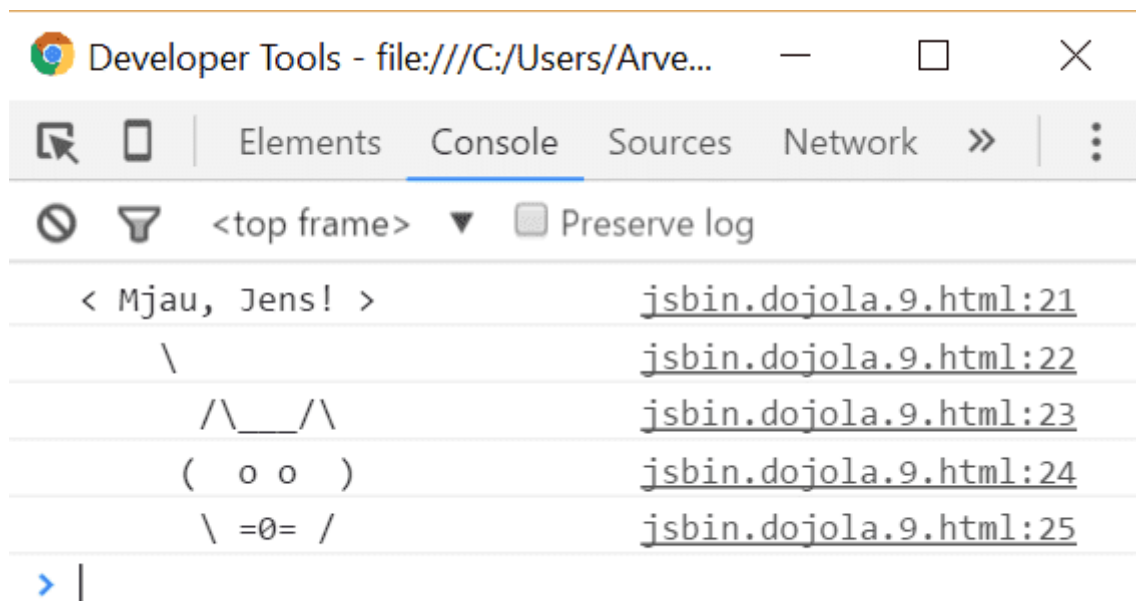 Developer Tools - file:///C:/Users/Arve...
Elements Console Sources Network »
<top frame> ▼ Preserve log
< Mjau, Jens! > jsbin.dojola.9.html:21
\ jsbin.dojola.9.html:22
/\___/\ jsbin.dojola.9.html:23
( o o ) jsbin.dojola.9.html:24
\ =0= / jsbin.dojola.9.html:25
>